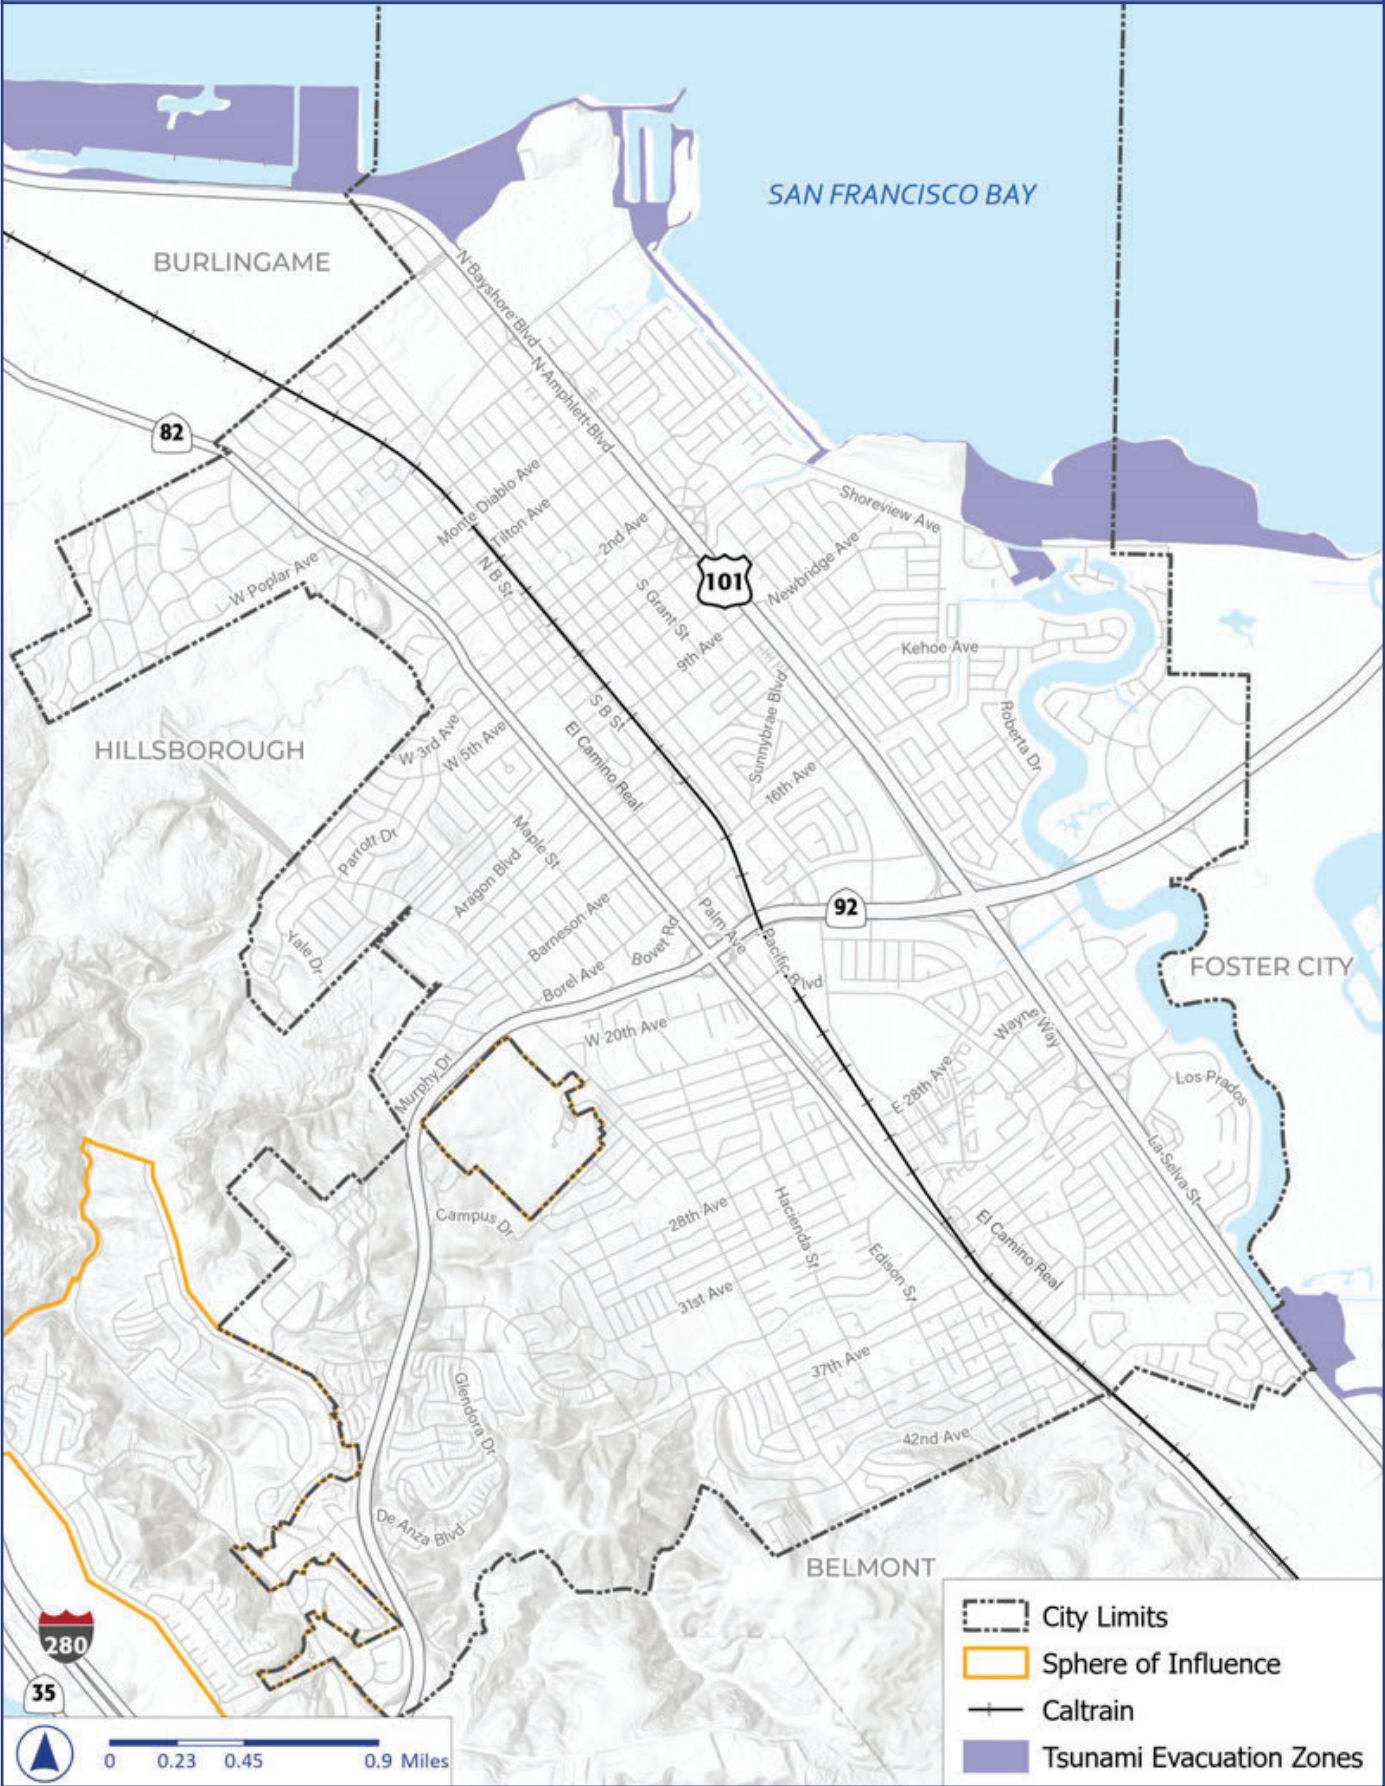 SAN FRANCISCO BAY
BURLINGAME
N Bayshore Blvd
N Amphlett Blvd
82
Monte Diablo Ave
Tilton Ave
2nd Ave
Shoreview Ave
N B St
W Poplar Ave
101
Newbridge Ave
S Grant St
9th Ave
Kehoe Ave
Sunnybrae Blvd
S B St
Roberta Dr
HILLSBOROUGH
W 3rd Ave
W 5th Ave
El Camino Real
16th Ave
Parrott Dr
Maple St
Aragon Blvd
92
Barneson Ave
Bovet Rd
Palm Ave
Yale Dr
Pacific Blvd
Borel Ave
FOSTER CITY
W 20th Ave
Wayne Way
E 28th Ave
Murphy Dr
Los Prados
La Selva St
Campus Dr
28th Ave
Hacienda St
El Camino Real
Edison St
31st Ave
37th Ave
Glendora Dr
42nd Ave
De Anza Blvd
BELMONT
280
35
City Limits
Sphere of Influence
Caltrain
Tsunami Evacuation Zones
0 0.23 0.45 0.9 Miles